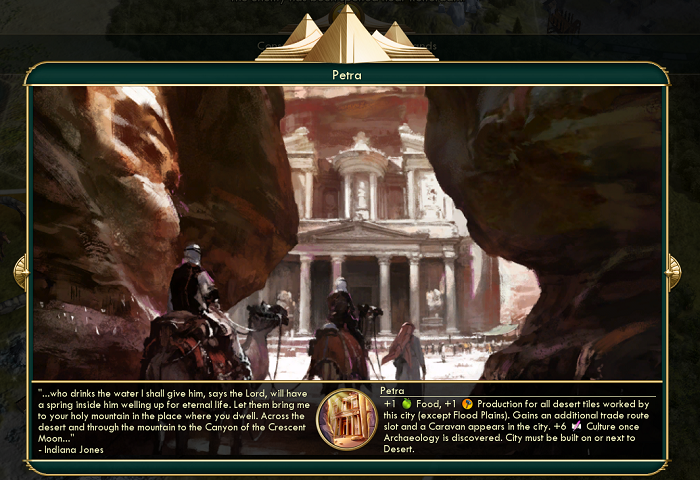 Petra
"...who drinks the water I shall give him, says the Lord, will have
a spring inside him welling up for eternal life. Let them bring me
to your holy mountain in the place where you dwell. Across the
desert and through the mountain to the Canyon of the Crescent
Moon..."
- Indiana Jones
Petra
+1 Food, +1 Production for all desert tiles worked by
this city (except Flood Plains). Gains an additional trade route
slot and a Caravan appears in the city. +6 Culture once
Archaeology is discovered. City must be built on or next to
Desert.